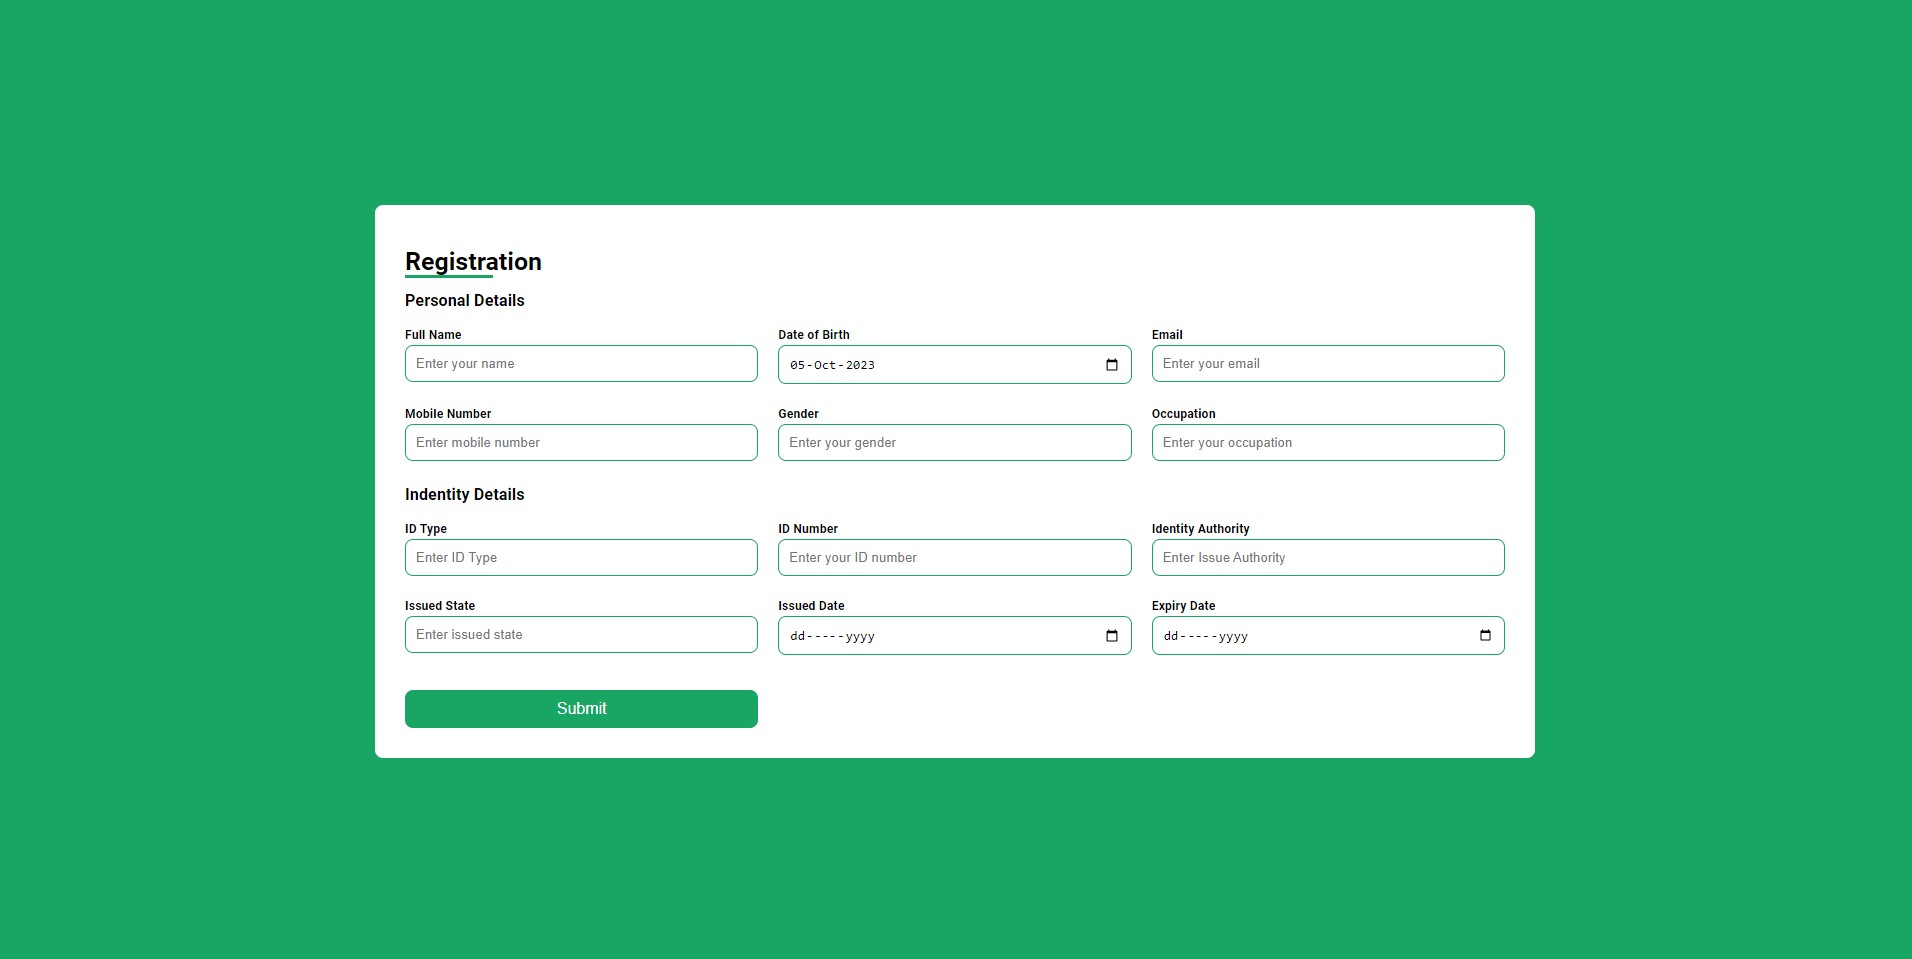 Registration
Personal Details
Full Name Date of Birth Email
Enter your name 05-Oct-2023 Enter your email
Mobile Number Gender Occupation
Enter mobile number Enter your gender Enter your occupation
Indentity Details
ID Type ID Number Identity Authority
Enter ID Type Enter your ID number Enter Issue Authority
Issued State Issued Date Expiry Date
Enter issued state dd-----yyyy dd-----yyyy
Submit